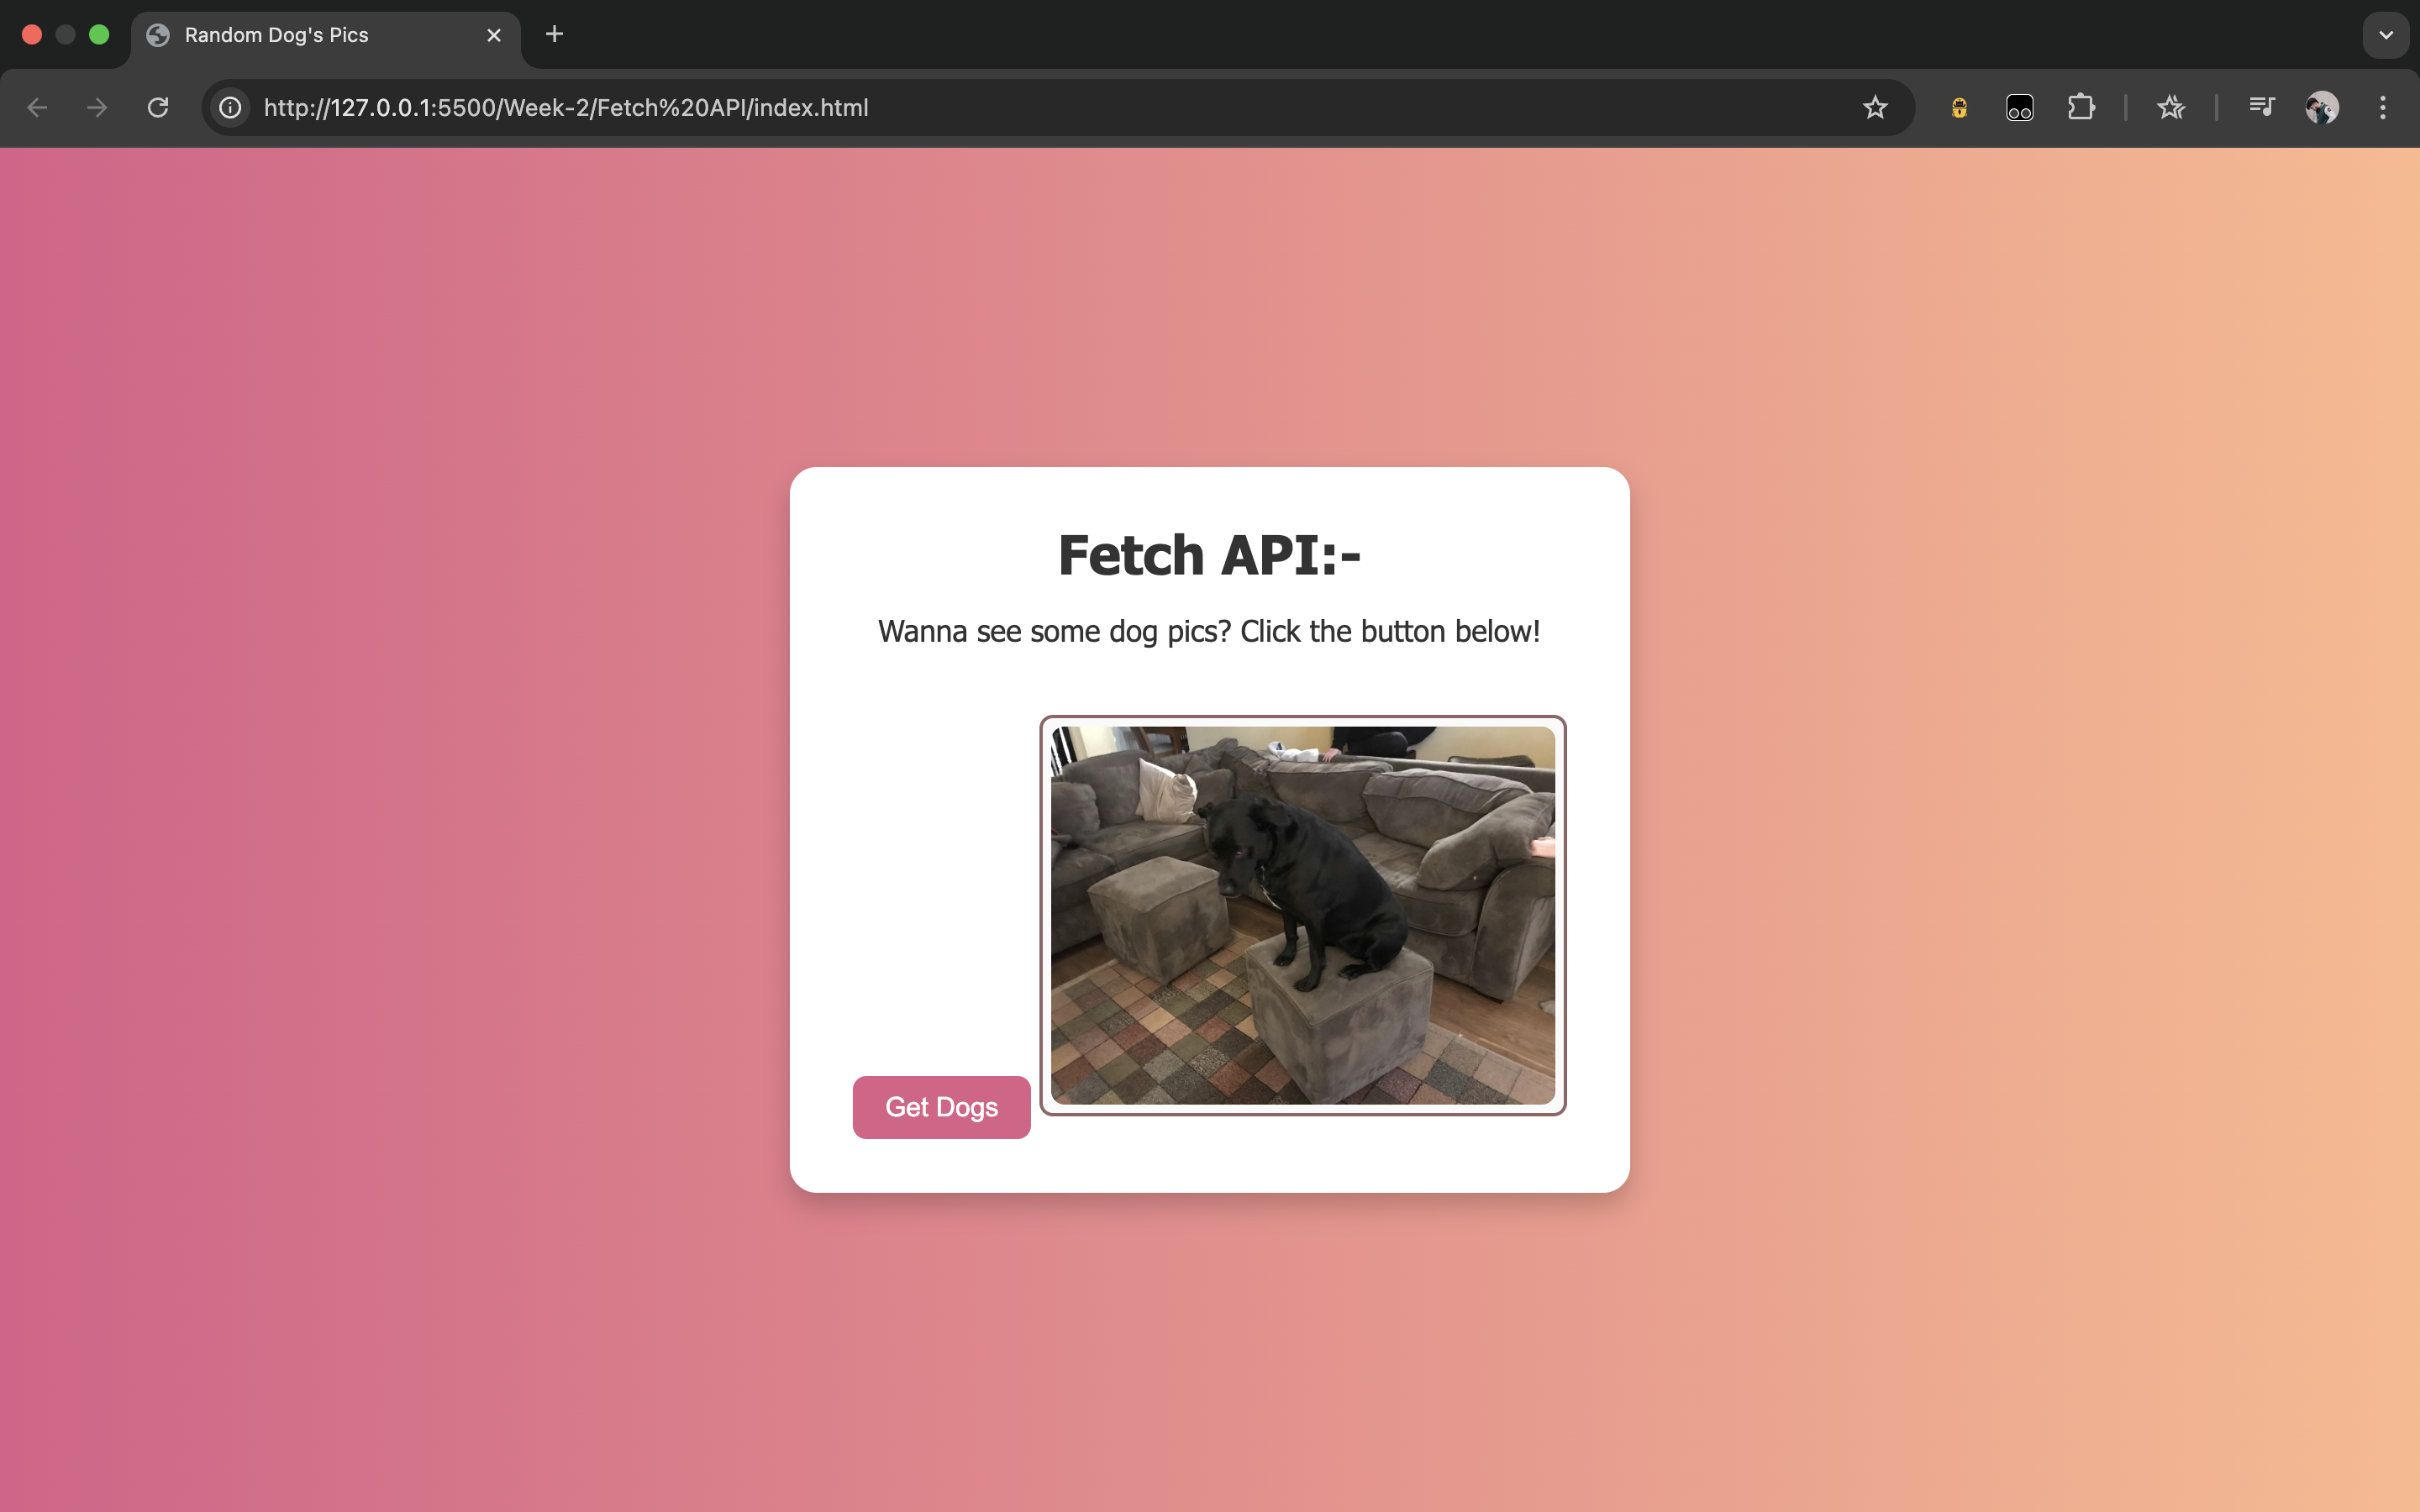 Random Dog's Pics
http://127.0.0.1:5500/Week-2/Fetch%20API/index.html
Fetch API:-
Wanna see some dog pics? Click the button below!
Get Dogs